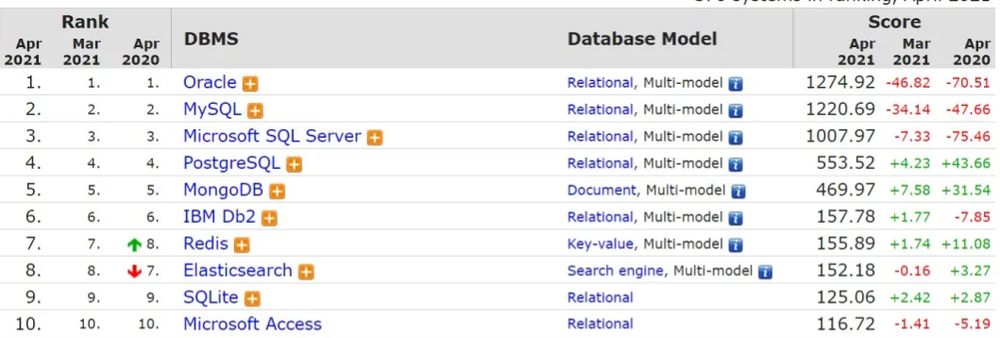 Rank Score
Apr 2021 Mar 2021 Apr 2020 DBMS Database Model Apr 2021 Mar 2021 Apr 2020
1. 1. 1. Oracle Relational, Multi-model 1274.92 -46.82 -70.51
2. 2. 2. MySQL Relational, Multi-model 1220.69 -34.14 -47.66
3. 3. 3. Microsoft SQL Server Relational, Multi-model 1007.97 -7.33 -75.46
4. 4. 4. PostgreSQL Relational, Multi-model 553.52 +4.23 +43.66
5. 5. 5. MongoDB Document, Multi-model 469.97 +7.58 +31.54
6. 6. 6. IBM Db2 Relational, Multi-model 157.78 +1.77 -7.85
7. 7. 8. Redis Key-value, Multi-model 155.89 +1.74 +11.08
8. 8. 7. Elasticsearch Search engine, Multi-model 152.18 -0.16 +3.27
9. 9. 9. SQLite Relational 125.06 +2.42 +2.87
10. 10. 10. Microsoft Access Relational 116.72 -1.41 -5.19